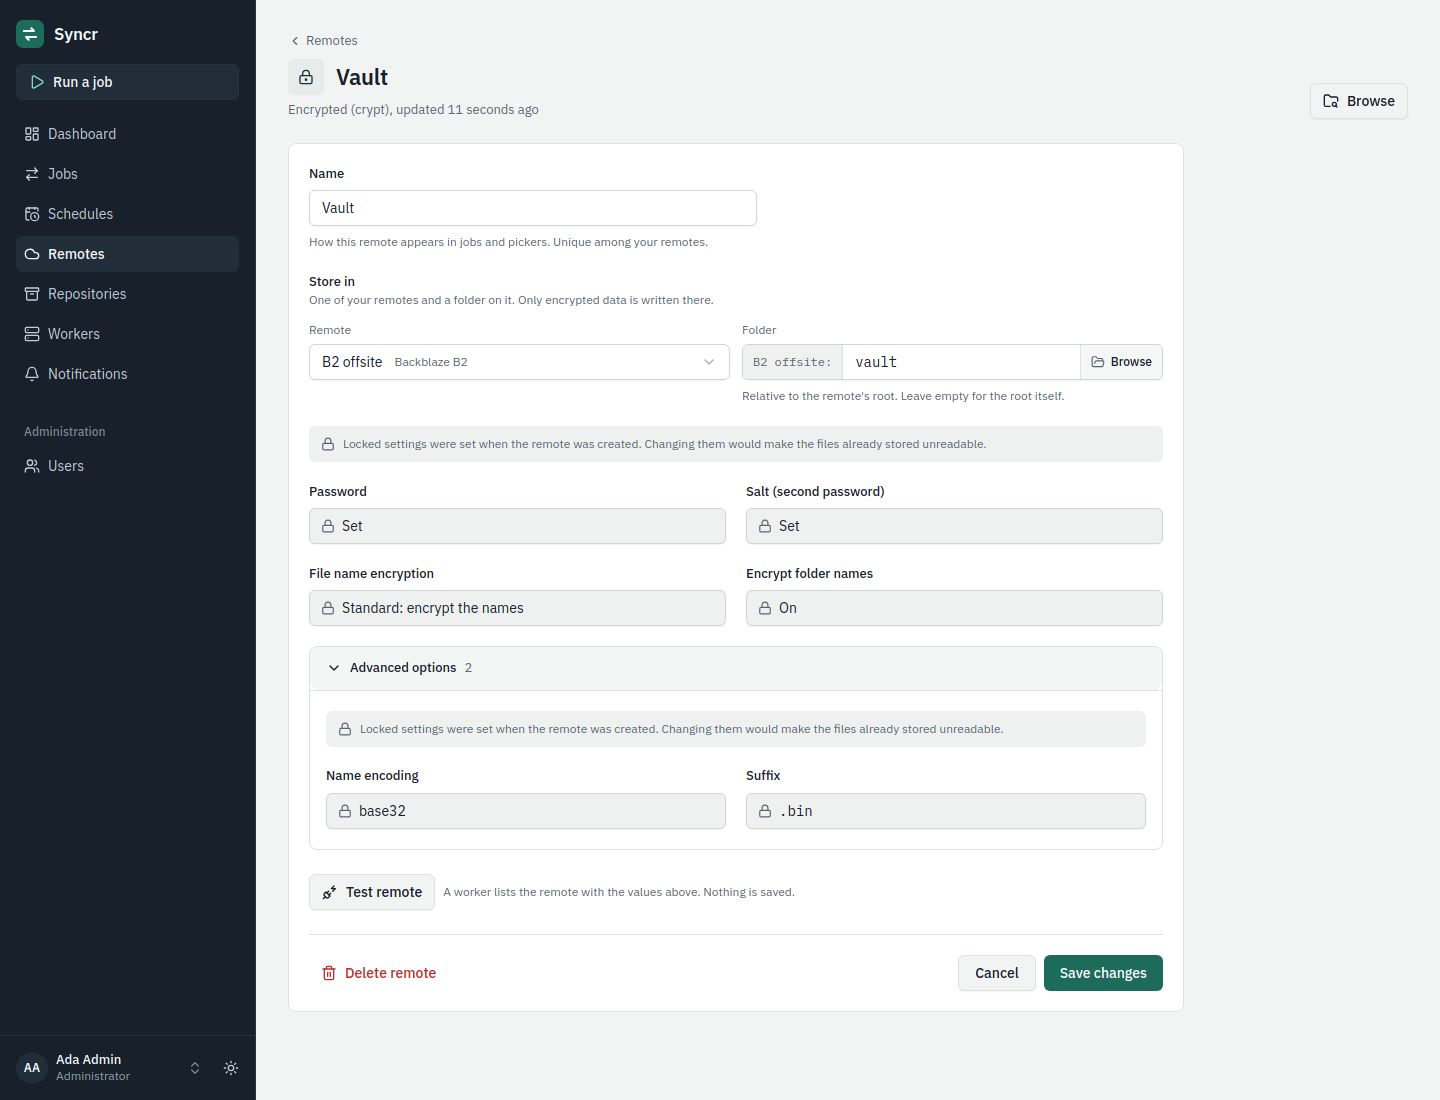 Syncr
Run a job
Dashboard
Jobs
Schedules
Remotes
Repositories
Workers
Notifications
Administration
Users
AA
Ada Admin
Administrator
Remotes
Vault
Encrypted (crypt), updated 11 seconds ago
Browse
Name
Vault
How this remote appears in jobs and pickers. Unique among your remotes.
Store in
One of your remotes and a folder on it. Only encrypted data is written there.
Remote
Folder
B2 offsite Backblaze B2
B2 offsite: vault Browse
Relative to the remote's root. Leave empty for the root itself.
Locked settings were set when the remote was created. Changing them would make the files already stored unreadable.
Password
Salt (second password)
Set
Set
File name encryption
Encrypt folder names
Standard: encrypt the names
On
Advanced options 2
Locked settings were set when the remote was created. Changing them would make the files already stored unreadable.
Name encoding
Suffix
base32
.bin
Test remote
A worker lists the remote with the values above. Nothing is saved.
Delete remote
Cancel
Save changes